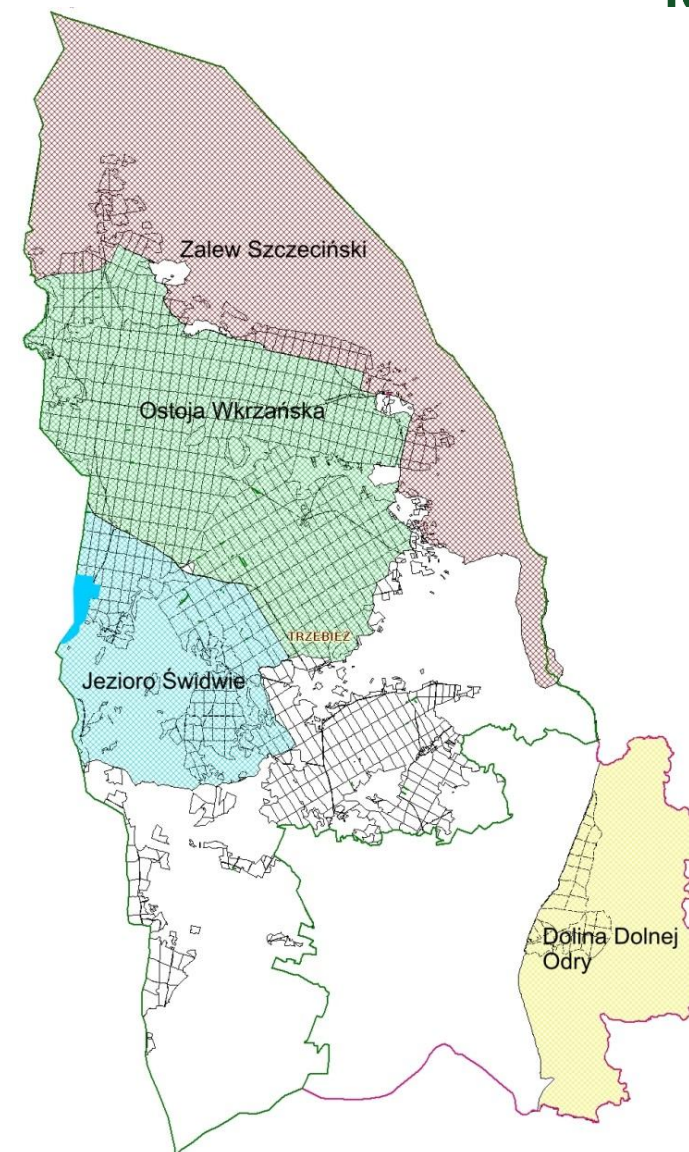 Zalew Szczeciński
Ostoja Wkrzańska
TRZEBIEŻ
Jezioro Świdwie
Dolina Dolnej
Odry